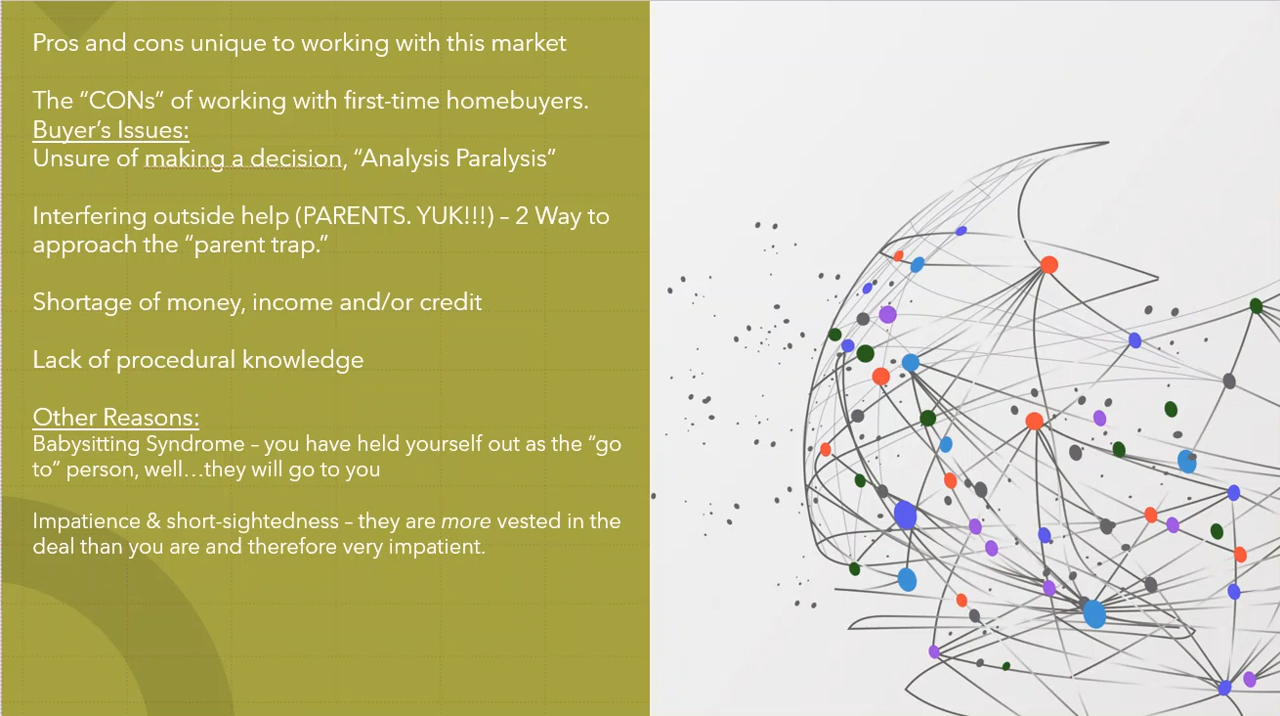 Pros and cons unique to working with this market
The “CONs” of working with first-time homebuyers.
Buyer’s Issues:
Unsure of making a decision, “Analysis Paralysis”
Interfering outside help (PARENTS. YUK!!!) – 2 Way to
approach the “parent trap.”
Shortage of money, income and/or credit
Lack of procedural knowledge
Other Reasons:
Babysitting Syndrome – you have held yourself out as the “go
to” person, well…they will go to you
Impatience & short-sightedness – they are more vested in the
deal than you are and therefore very impatient.